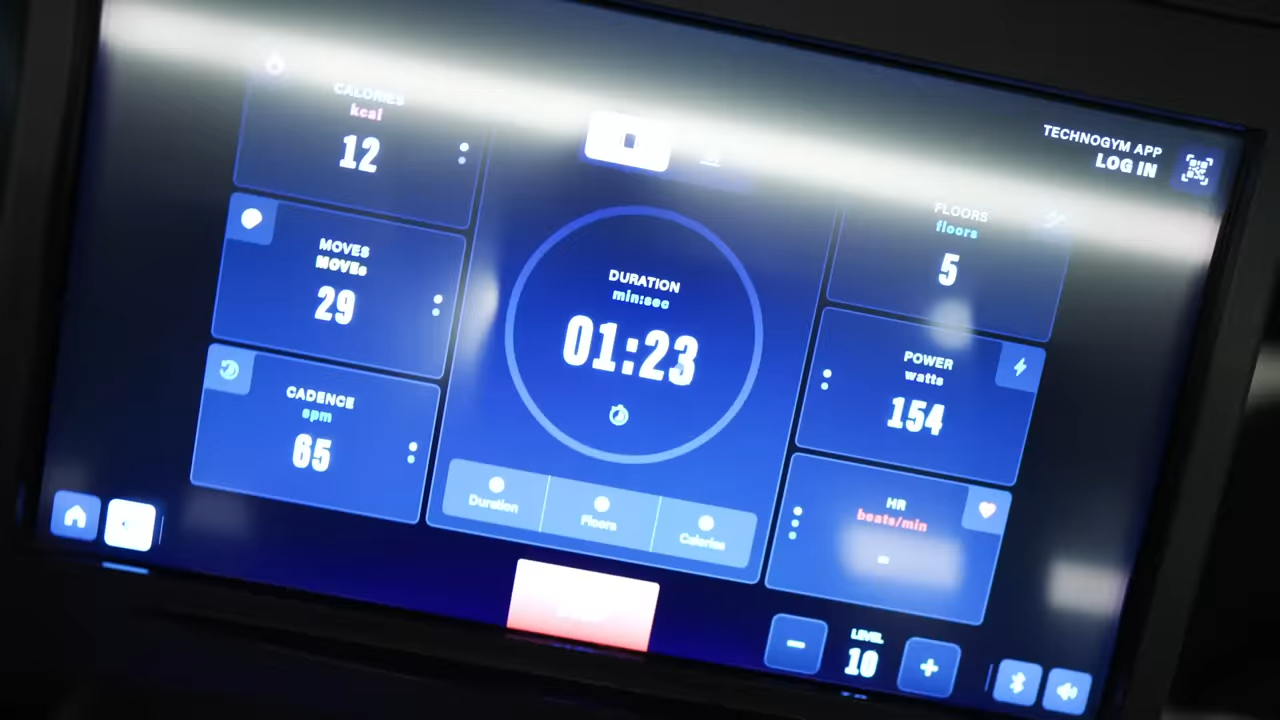 TECHNOGYM APP
LOG IN
CALORIES
kcal
12
MOVES
MOVEs
29
CADENCE
spm
65
DURATION
min:sec
01:23
Duration
Floors
Calories
FLOORS
floors
5
POWER
watts
154
HR
beats/min
-
LEVEL
10